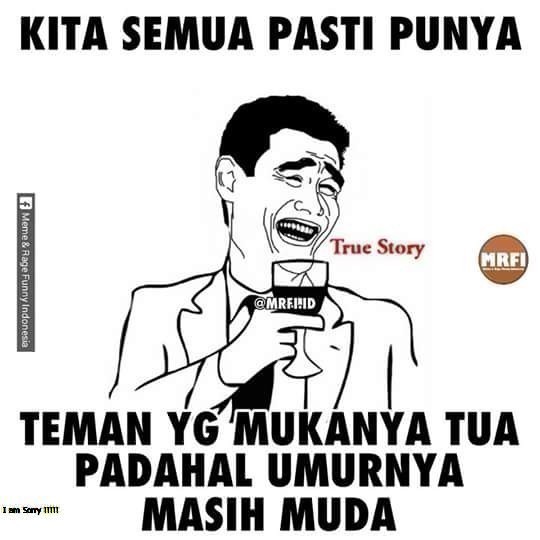 KITA SEMUA PASTI PUNYA
True Story
MRFI
@MRFI.ID
Meme & Rage Funny Indonesia
TEMAN YG MUKANYA TUA
PADAHAL UMURNYA
MASIH MUDA
I am Sorry !!!!!